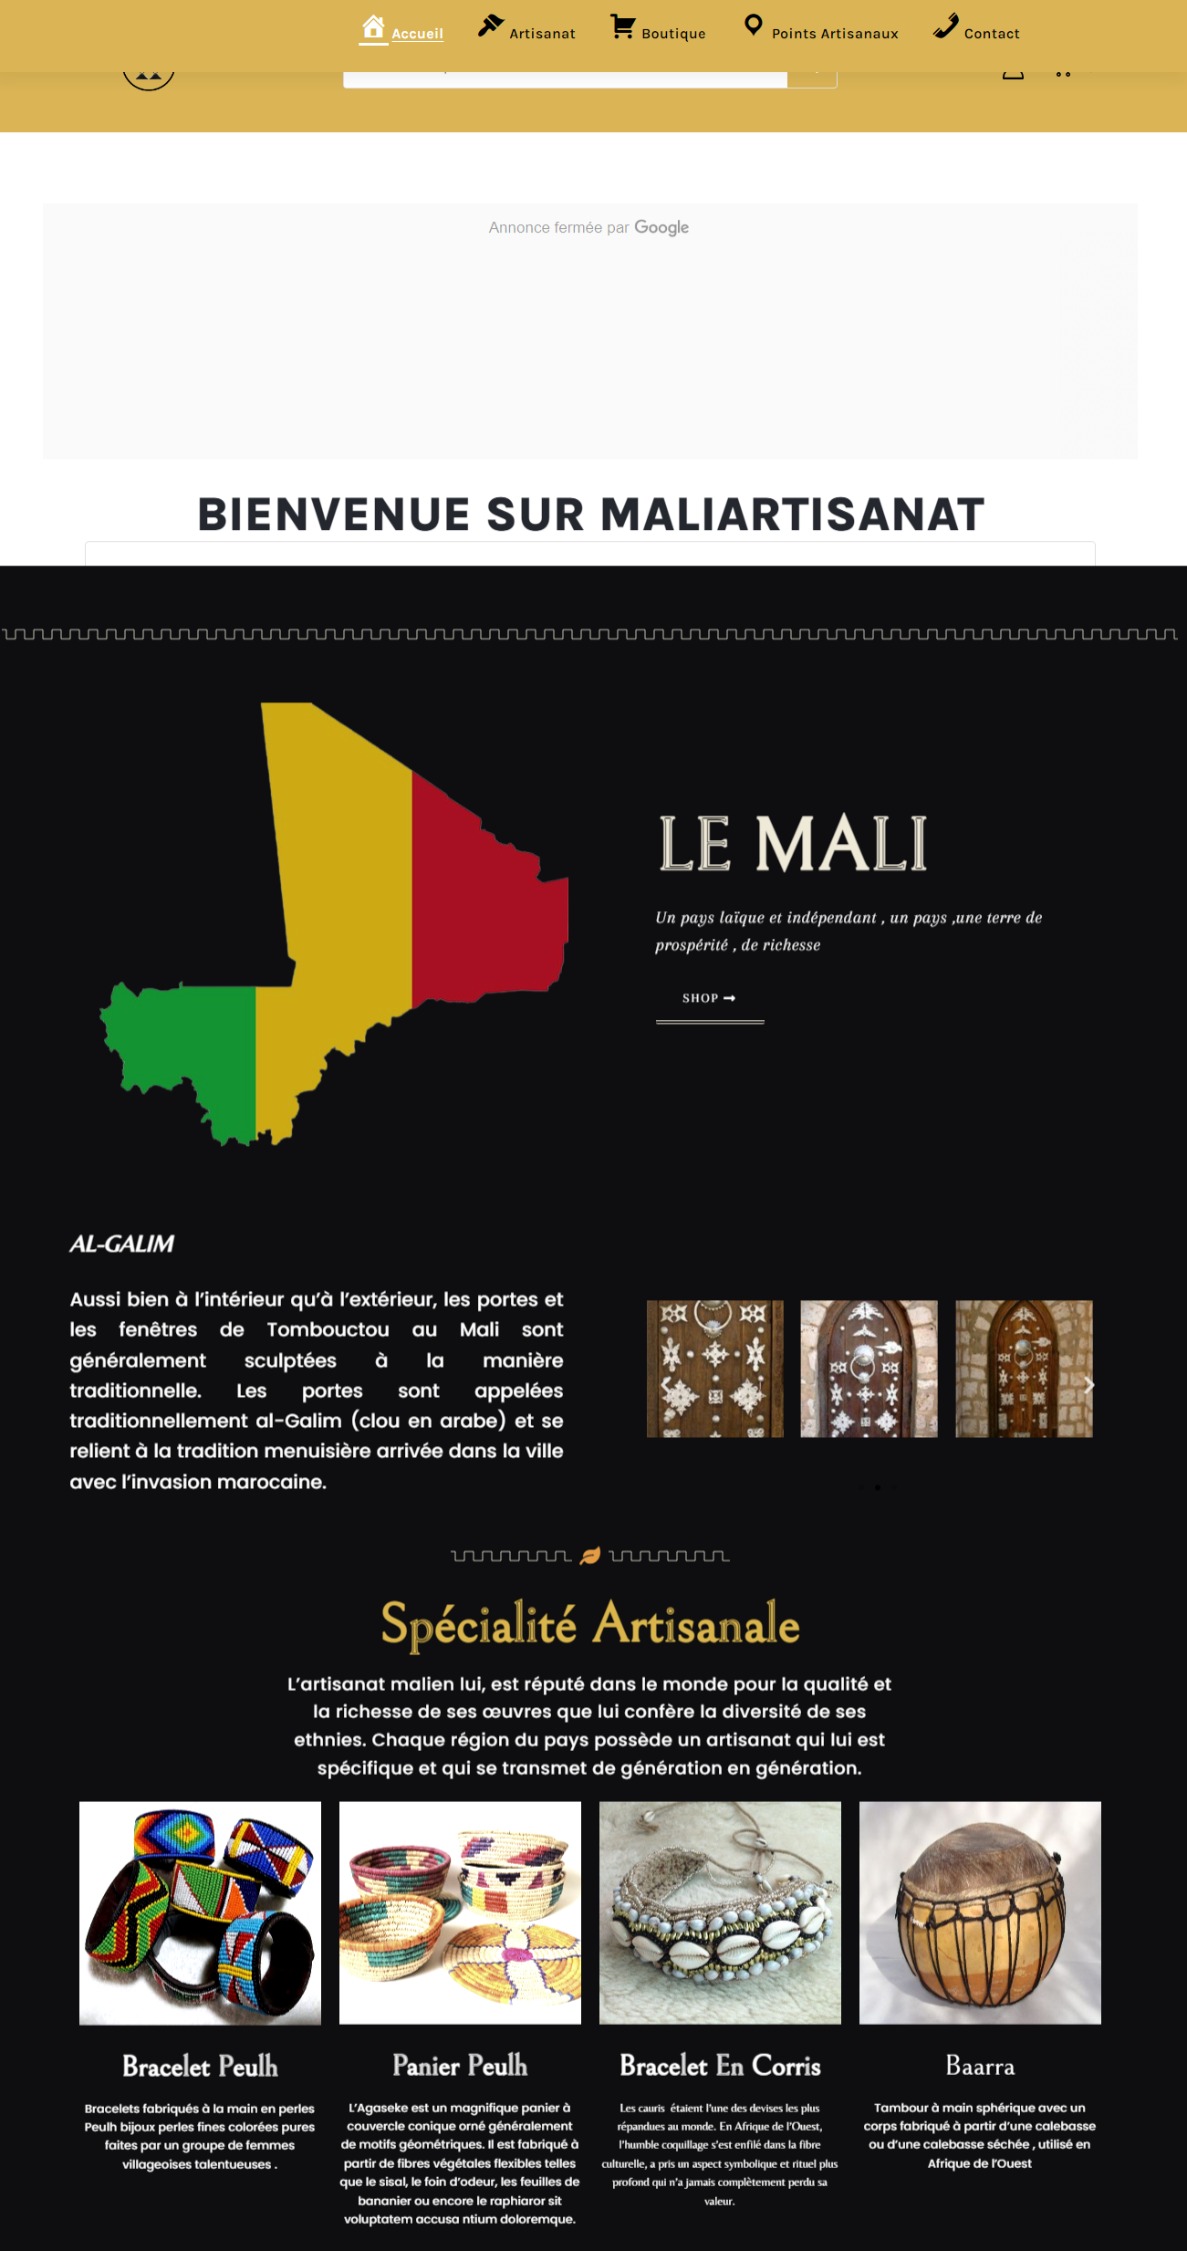 Accueil Artisanat Boutique Points Artisanaux Contact
Annonce fermée par Google
BIENVENUE SUR MALIARTISANAT
LE MALI
Un pays laïque et indépendant , un pays ,une terre de
prospérité , de richesse
SHOP
AL-GALIM
Aussi bien à l'intérieur qu'à l'extérieur, les portes et
les fenêtres de Tombouctou au Mali sont
généralement sculptées à la manière
traditionnelle. Les portes sont appelées
traditionnellement al-Galim (clou en arabe) et se
relient à la tradition menuisière arrivée dans la ville
avec l'invasion marocaine.
Spécialité Artisanale
L'artisanat malien lui, est réputé dans le monde pour la qualité et
la richesse de ses œuvres que lui confère la diversité de ses
ethnies. Chaque région du pays possède un artisanat qui lui est
spécifique et qui se transmet de génération en génération.
Bracelet Peulh
Bracelets fabriqués à la main en perles
Peulh bijoux perles fines colorées pures
faites par un groupe de femmes
villageoises talentueuses .
Panier Peulh
L'Agaseke est un magnifique panier à
couvercle conique orné généralement
de motifs géométriques. Il est fabriqué à
partir de fibres végétales flexibles telles
que le sisal, le foin d'odeur, les feuilles de
bananier ou encore le raphiaror sit
voluptatem accusa ntium doloremque.
Bracelet En Corris
Les cauris étaient l'une des devises les plus
répandues au monde. En Afrique de l'Ouest,
l'humble coquillage s'est enfilé dans la fibre
culturelle, a pris un aspect symbolique et rituel plus
profond qui n'a jamais complètement perdu sa
valeur.
Baarra
Tambour à main sphérique avec un
corps fabriqué à partir d'une calebasse
ou d'une calebasse séchée , utilisé en
Afrique de l'Ouest